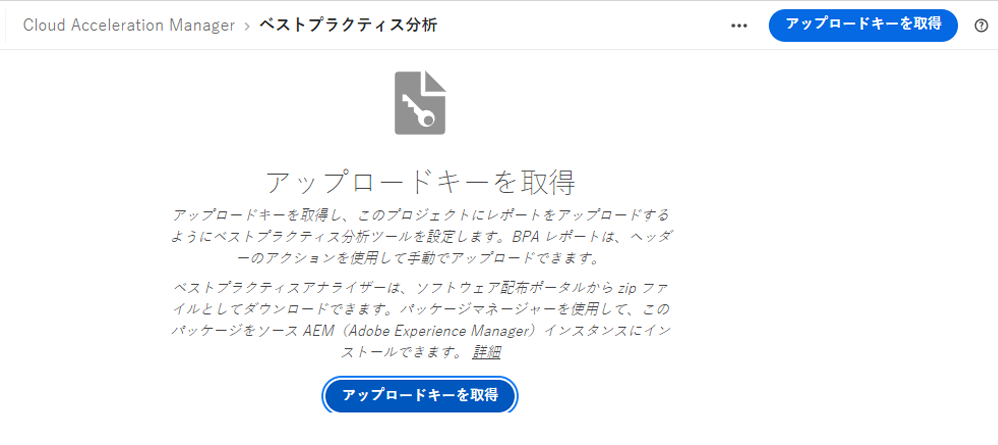 Cloud Acceleration Manager > ベストプラクティス分析 ••• アップロードキーを取得
アップロードキーを取得
アップロードキーを取得し、このプロジェクトにレポートをアップロードする
ようにベストプラクティス分析ツールを設定します。BPA レポートは、ヘッダ
ーのアクションを使用して手動でアップロードできます。
ベストプラクティスアナライザーは、ソフトウェア配布ポータルから zip ファ
イルとしてダウンロードできます。パッケージマネージャーを使用して、この
パッケージをソース AEM（Adobe Experience Manager）インスタンスにイン
ストールできます。 詳細
アップロードキーを取得